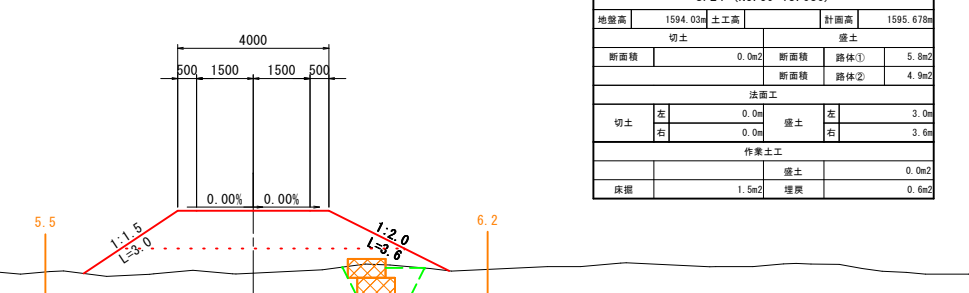 4000
500 1500 1500 500
0.00% 0.00%
5.5
1:1.5
L=3.0
1:2.0
L=3.6
6.2
地盤高 1594.03m 土工高 計画高 1595.678m
切土 盛土
断面積 0.0m2 断面積 路体① 5.8m2
断面積 路体② 4.9m2
法面工
切土 左 0.0m 盛土 左 3.0m
右 0.0m 右 3.6m
作業土工
盛土 0.0m2
床掘 1.5m2 埋戻 0.6m2